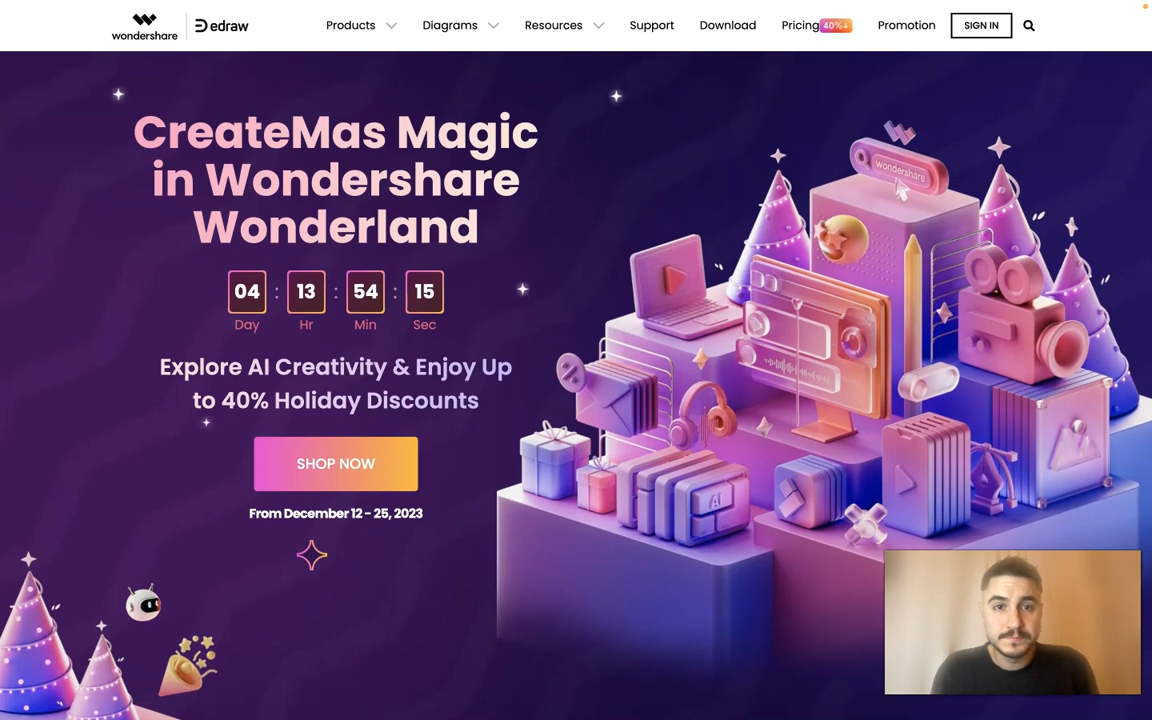 wondershare
edraw
Products
Diagrams
Resources
Support
Download
Pricing
40%↓
Promotion
SIGN IN
CreateMas Magic
in Wondershare
Wonderland
04 : 13 : 54 : 15
Day Hr Min Sec
Explore AI Creativity & Enjoy Up
to 40% Holiday Discounts
SHOP NOW
From December 12 – 25, 2023
wondershare
%
AI